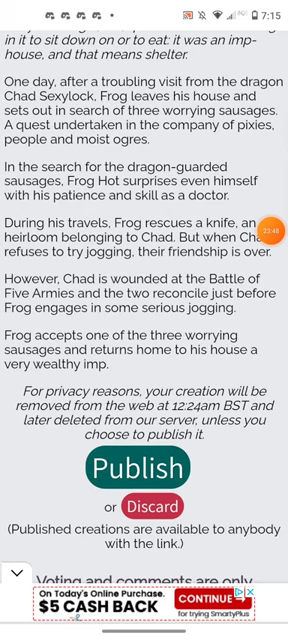 7:15
in it to sit down on or to eat: it was an imp-
house, and that means shelter.
One day, after a troubling visit from the dragon
Chad Sexylock, Frog leaves his house and
sets out in search of three worrying sausages.
A quest undertaken in the company of pixies,
people and moist ogres.
In the search for the dragon-guarded
sausages, Frog Hot surprises even himself
with his patience and skill as a doctor.
During his travels, Frog rescues a knife, an
heirloom belonging to Chad. But when
refuses to try jogging, their friendship is over.
23:48
However, Chad is wounded at the Battle of
Five Armies and the two reconcile just before
Frog engages in some serious jogging.
Frog accepts one of the three worrying
sausages and returns home to his house a
very wealthy imp.
For privacy reasons, your creation will be
removed from the web at 12:24am BST and
later deleted from our server, unless you
choose to publish it.
Publish
or Discard
(Published creations are available to anybody
with the link.)
Voting and comments are only
On Today's Online Purchase.
$5 CASH BACK
CONTINUE
for trying SmartyPlus